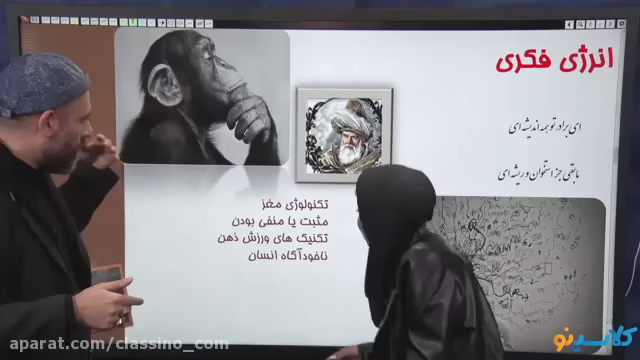 انرژی فکری
ای برادر تو همه اندیشه ای
مابقی جز استخوان و ریشه ای
تکنولوژی مغز
مثبت یا منفی بودن
تکنیک های ورزش ذهن
ناخودآگاه انسان
کلاسینو
aparat.com/classino_com